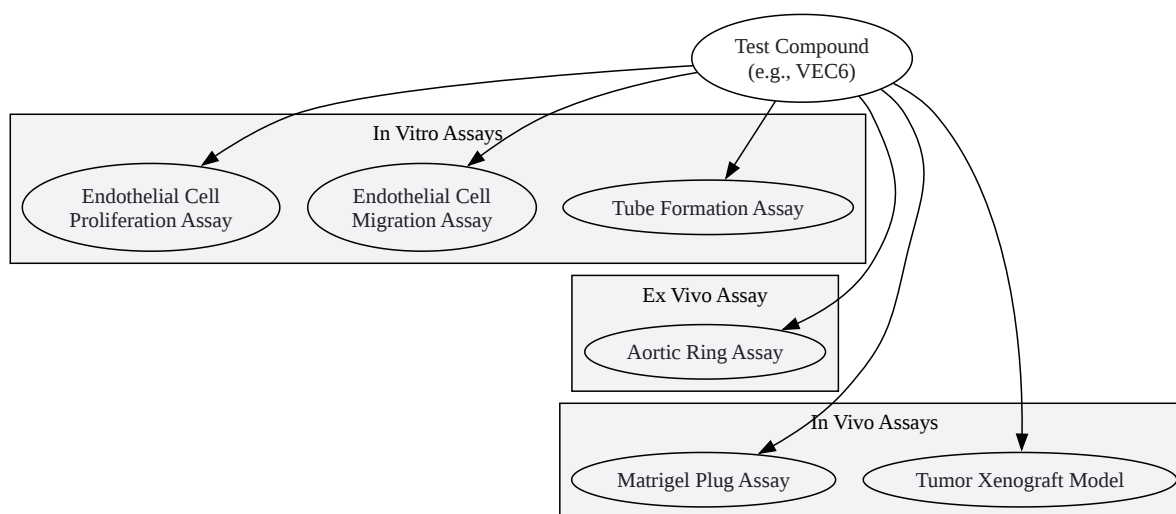 Test Compound
(e.g., VEC6)
In Vitro Assays
Endothelial Cell
Proliferation Assay
Endothelial Cell
Migration Assay
Tube Formation Assay
Ex Vivo Assay
Aortic Ring Assay
In Vivo Assays
Matrigel Plug Assay
Tumor Xenograft Model